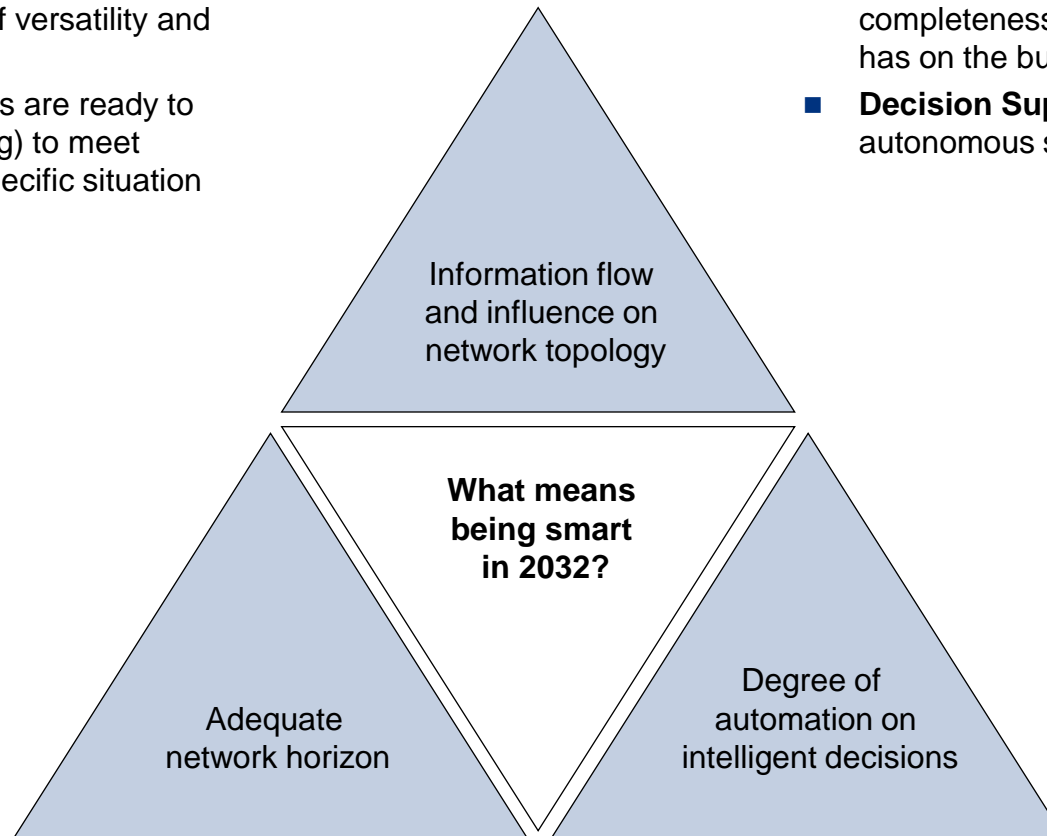 f versatility and
s are ready to
g) to meet
ecific situation
completeness
has on the bu
Decision Sup
autonomous s
Information flow
and influence on
network topology
What means
being smart
in 2032?
Adequate
network horizon
Degree of
automation on
intelligent decisions